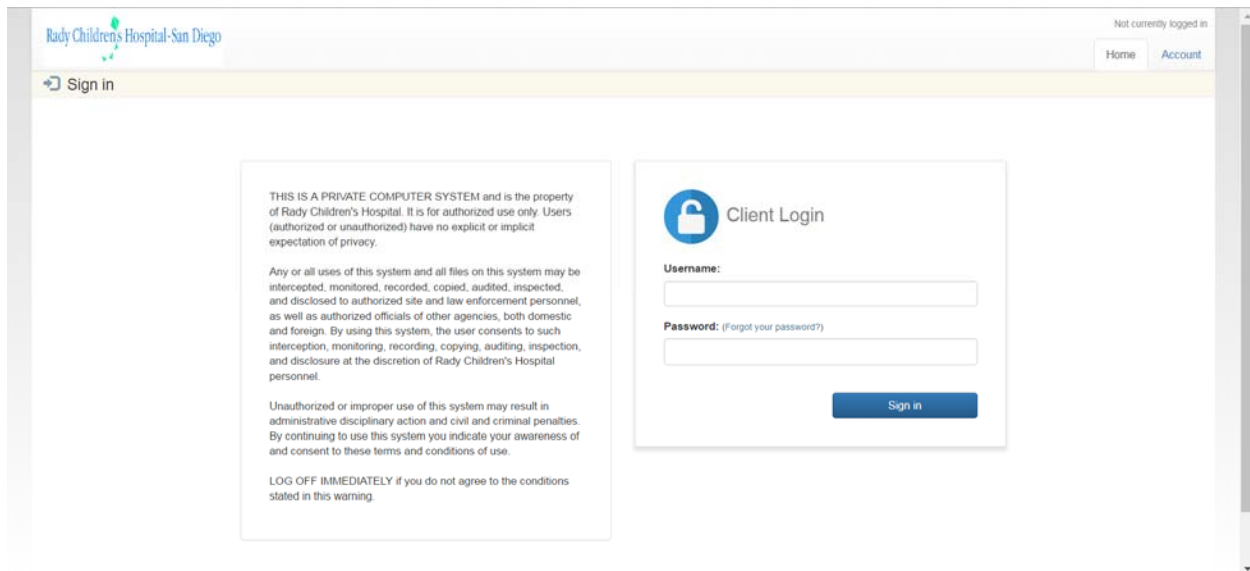 Not currently logged in
Rady Children's Hospital-San Diego
Home
Account
Sign in
THIS IS A PRIVATE COMPUTER SYSTEM and is the property
of Rady Children's Hospital. It is for authorized use only. Users
(authorized or unauthorized) have no explicit or implicit
expectation of privacy.
Any or all uses of this system and all files on this system may be
intercepted, monitored, recorded, copied, audited, inspected,
and disclosed to authorized site and law enforcement personnel,
as well as authorized officials of other agencies, both domestic
and foreign. By using this system, the user consents to such
interception, monitoring, recording, copying, auditing, inspection,
and disclosure at the discretion of Rady Children's Hospital
personnel.
Unauthorized or improper use of this system may result in
administrative disciplinary action and civil and criminal penalties.
By continuing to use this system you indicate your awareness of
and consent to these terms and conditions of use.
LOG OFF IMMEDIATELY if you do not agree to the conditions
stated in this warning.
Client Login
Username:
Password: (Forgot your password?)
Sign in